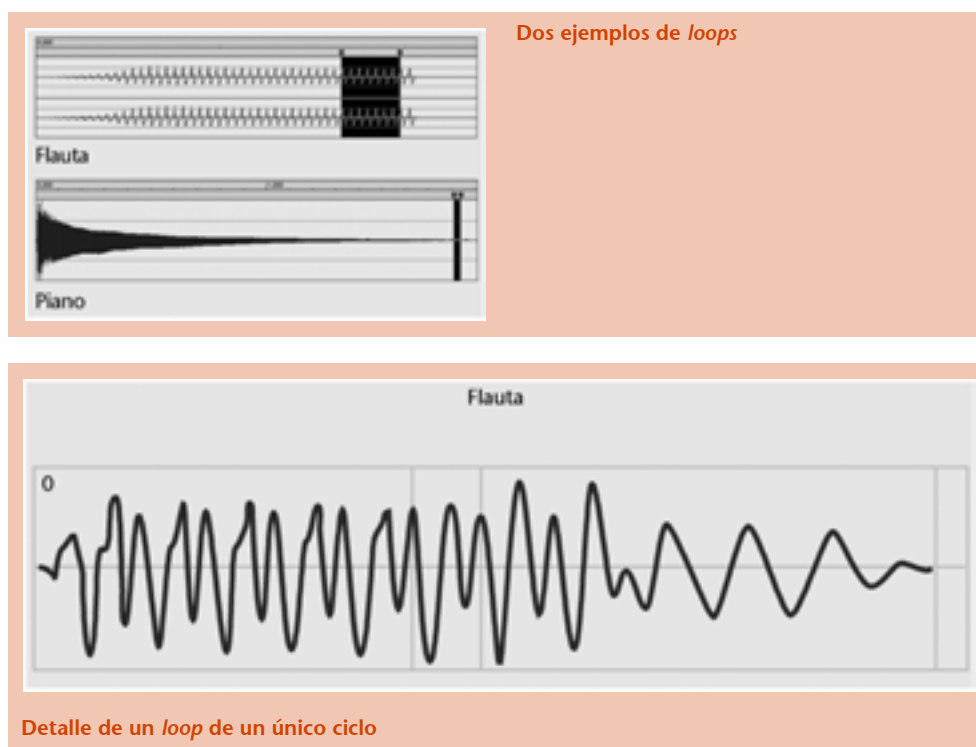 Dos ejemplos de loops
Flauta
Piano
Flauta
0
Detalle de un loop de un único ciclo